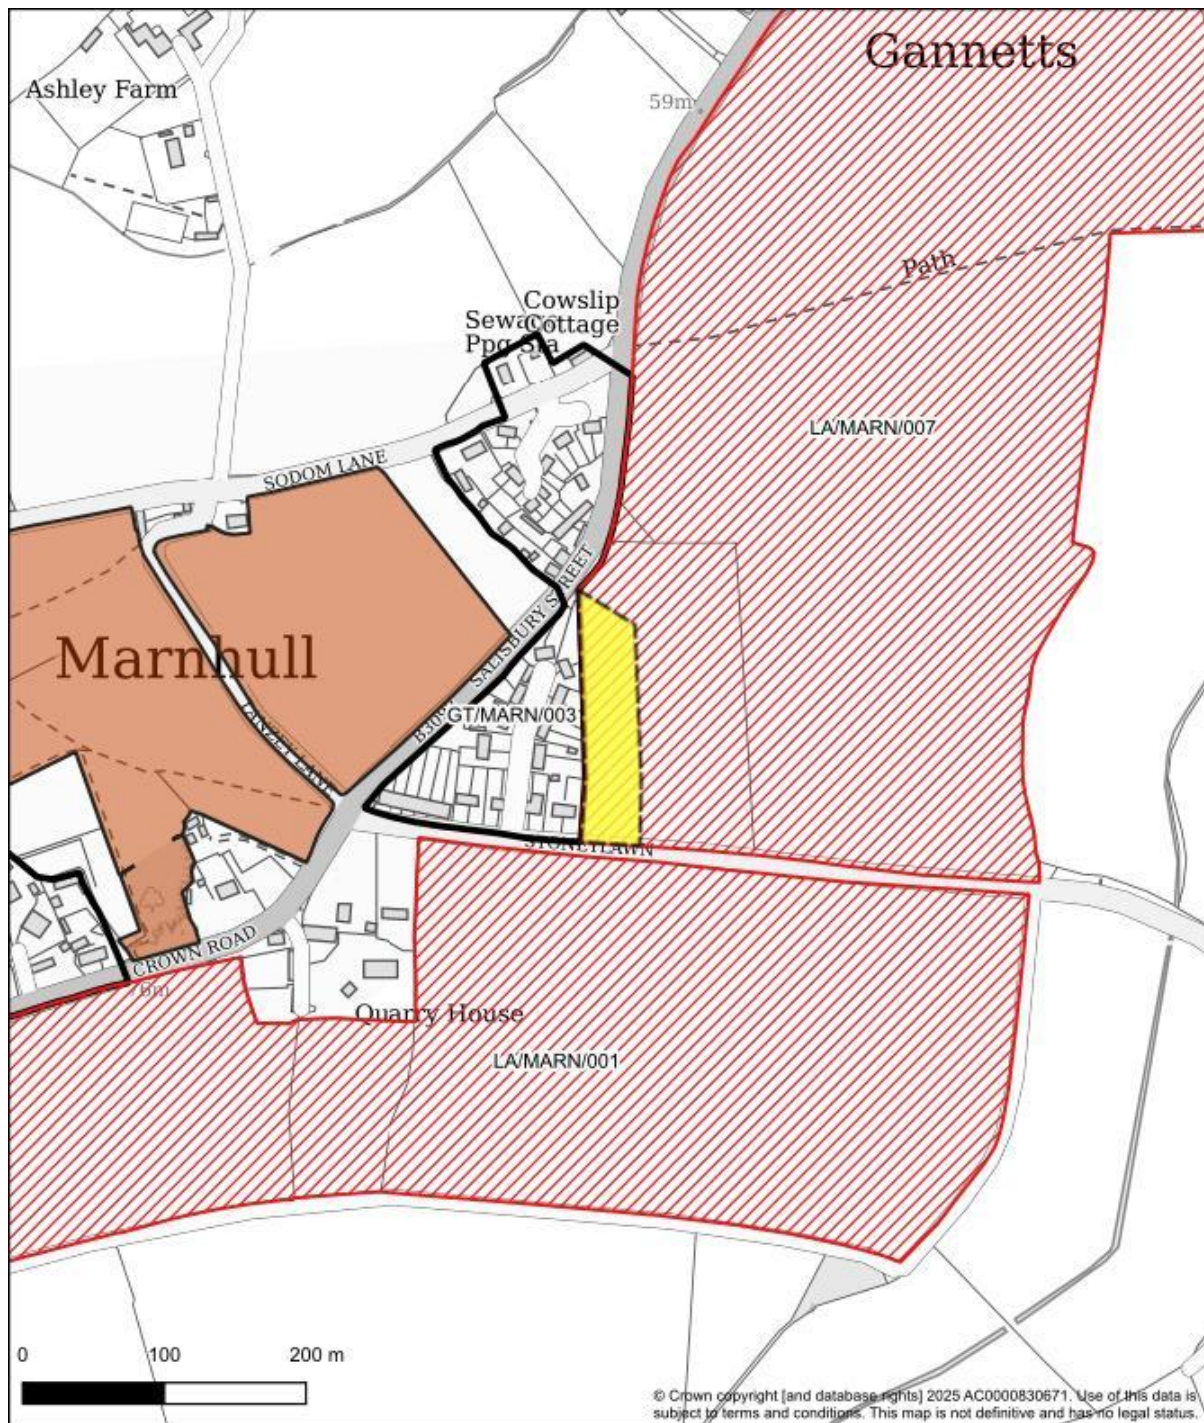 Gannetts
Ashley Farm
59m
Path
Cowslip
Cottage
Sewage
Ppg Sta
LA/MARN/007
SODOM LANE
SALISBURY STREET
Marnhull
GT/MARN/003
STONEYLAWN
CROWN ROAD
76m
Quarry House
LA/MARN/001
0 100 200 m
© Crown copyright [and database rights] 2025 AC0000830671. Use of this data is
subject to terms and conditions. This map is not definitive and has no legal status.